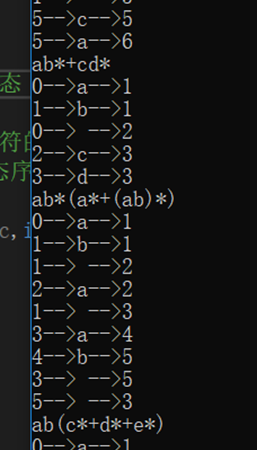 5-->c-->5
5-->a-->6
ab*+cd*
0-->a-->1
1-->b-->1
0--> -->2
2-->c-->3
3-->d-->3
ab*(a*+(ab)*)
0-->a-->1
1-->b-->1
1--> -->2
2-->a-->2
1--> -->3
3-->a-->4
4-->b-->5
3--> -->5
5--> -->3
ab(c*+d*+e*)
态
符的
态序
c,i